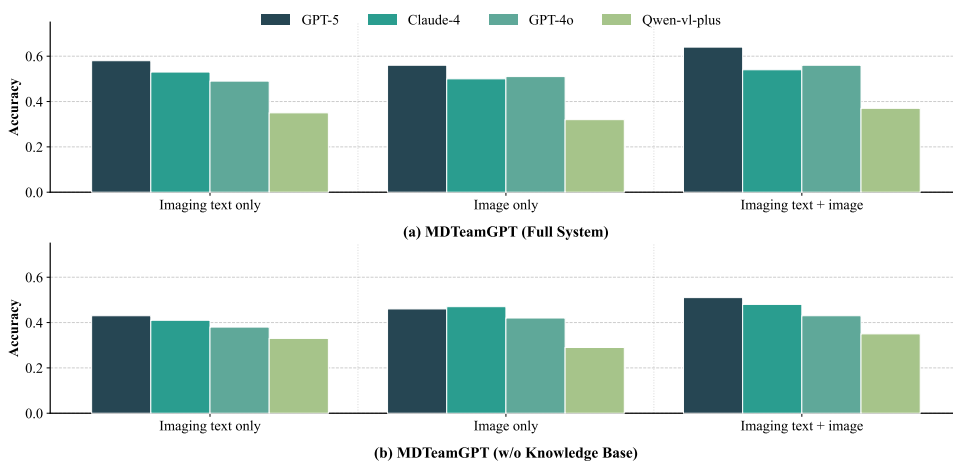 GPT-5 Claude-4 GPT-4o Qwen-vl-plus
Accuracy
0.6
0.4
0.2
0.0
Imaging text only Image only Imaging text + image
(a) MDTeamGPT (Full System)
Accuracy
0.6
0.4
0.2
0.0
Imaging text only Image only Imaging text + image
(b) MDTeamGPT (w/o Knowledge Base)